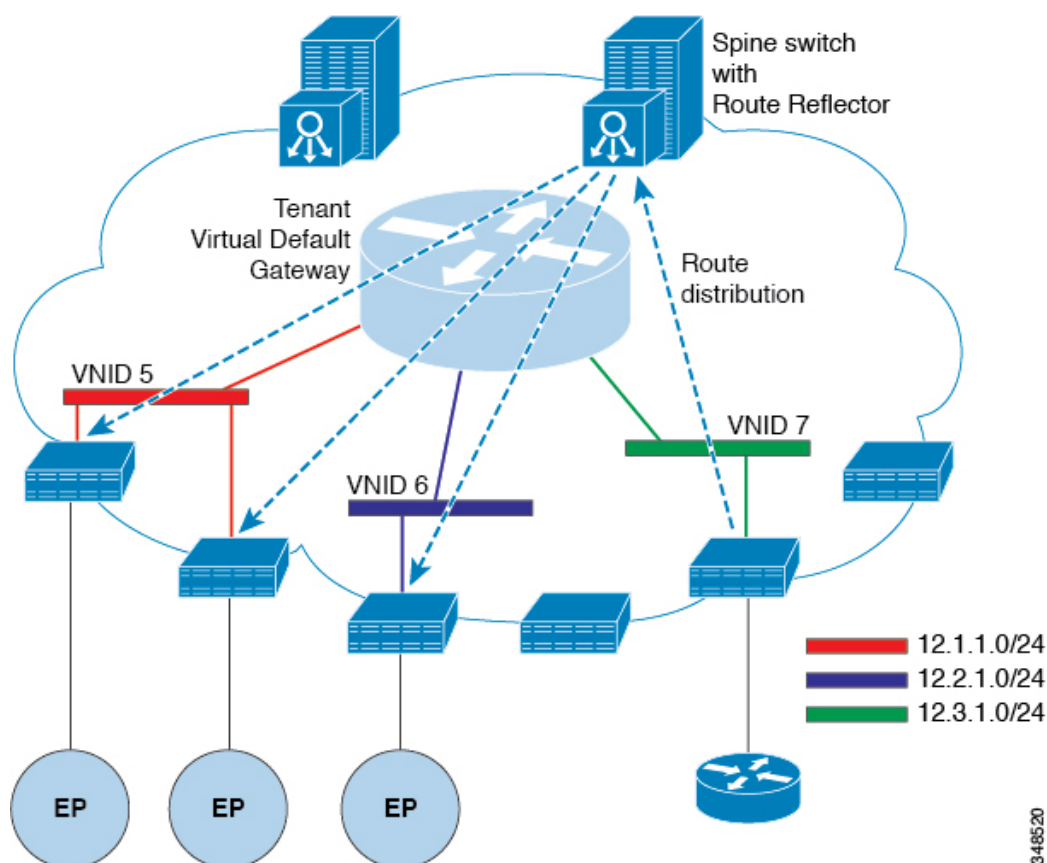 Spine switch
with
Route Reflector
Tenant
Virtual Default
Gateway
Route
distribution
VNID 5
VNID 7
VNID 6
12.1.1.0/24
12.2.1.0/24
12.3.1.0/24
EP
EP
EP
348520